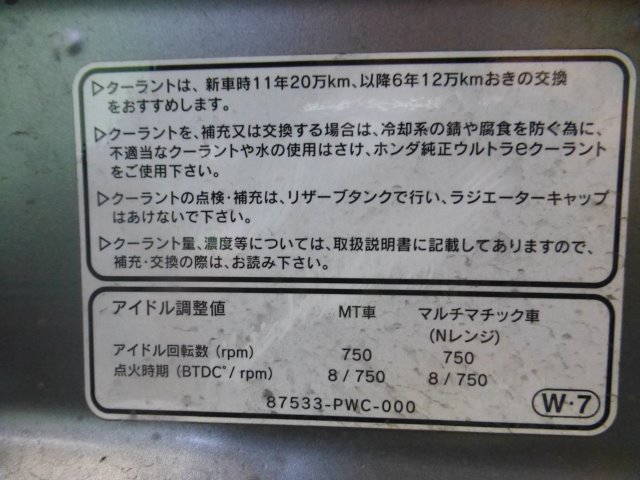 ▷クーラントは、新車時11年20万km、以降6年12万kmおきの交換
をおすすめします。
▷クーラントを、補充又は交換する場合は、冷却系の錆や腐食を防ぐ為に、
不適当なクーラントや水の使用はさけ、ホンダ純正ウルトラeクーラント
をご使用下さい。
▷クーラントの点検・補充は、リザーブタンクで行い、ラジエーターキャップ
はあけないで下さい。
▷クーラント量、濃度等については、取扱説明書に記載してありますので、
補充・交換の際は、お読み下さい。
アイドル調整値 MT車 マルチマチック車
(Nレンジ)
アイドル回転数 (rpm) 750 750
点火時期 (BTDC°/ rpm) 8 / 750 8 / 750
87533-PWC-000
W・7